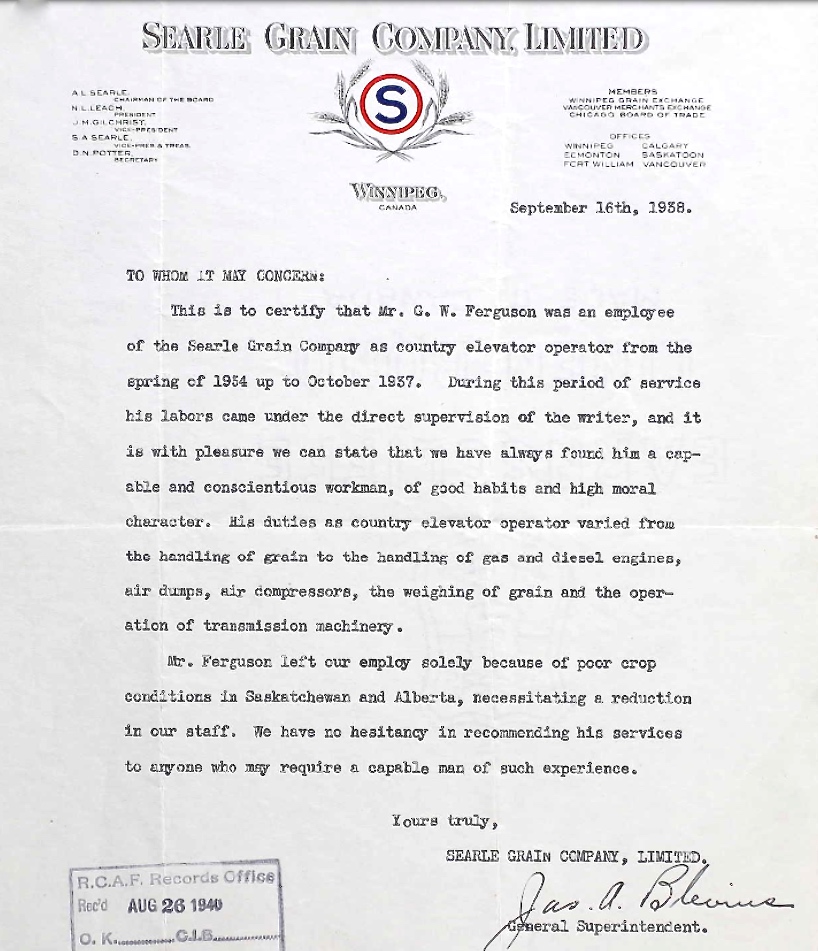 SEARLE GRAIN COMPANY, LIMITED
A. L. SEARLE,
CHAIRMAN OF THE BOARD
N. L. LEACH,
PRESIDENT
J. M. GILCHRIST,
VICE-PRESIDENT
S. A. SEARLE,
VICE-PRES & TREAS.
D. N. POTTER,
SECRETARY
S
MEMBERS
WINNIPEG GRAIN EXCHANGE
VANCOUVER MERCHANTS EXCHANGE
CHICAGO BOARD OF TRADE
OFFICES
WINNIPEG CALGARY
EDMONTON SASKATOON
FORT WILLIAM VANCOUVER
WINNIPEG,
CANADA
September 16th, 1938.
TO WHOM IT MAY CONCERN:
This is to certify that Mr. G. W. Ferguson was an employee
of the Searle Grain Company as country elevator operator from the
spring of 1934 up to October 1937. During this period of service
his labors came under the direct supervision of the writer, and it
is with pleasure we can state that we have always found him a cap-
able and conscientious workman, of good habits and high moral
character. His duties as country elevator operator varied from
the handling of grain to the handling of gas and diesel engines,
air dumps, air compressors, the weighing of grain and the oper-
ation of transmission machinery.
Mr. Ferguson left our employ solely because of poor crop
conditions in Saskatchewan and Alberta, necessitating a reduction
in our staff. We have no hesitancy in recommending his services
to anyone who may require a capable man of such experience.
Yours truly,
SEARLE GRAIN COMPANY, LIMITED.
Jas. A. Blevins
General Superintendent.
R.C.A.F. Records Office
Rec'd AUG 26 1940
O. K.............C.I.B...............